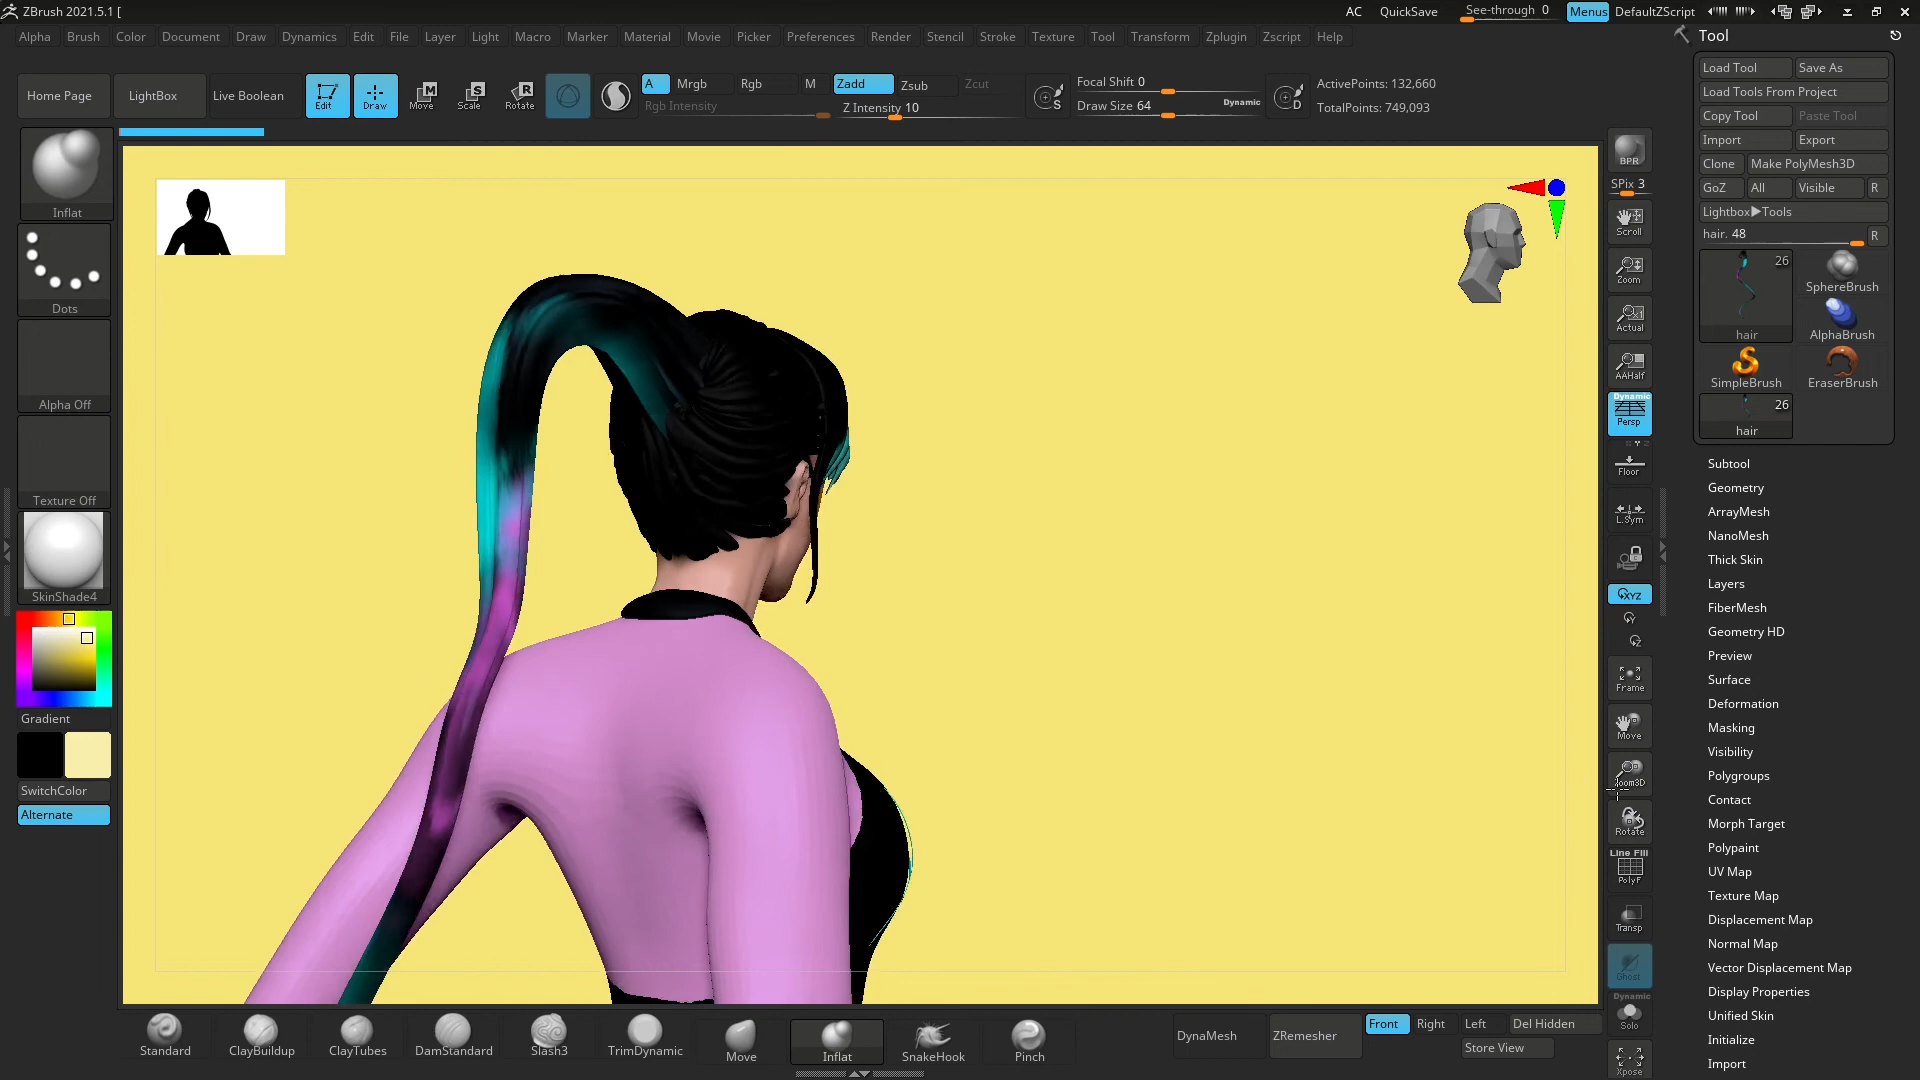 ZBrush 2021.5.1 [
AC QuickSave See-through 0 Menus DefaultZScript
Alpha Brush Color Document Draw Dynamics Edit File Layer Light Macro Marker Material Movie Picker Preferences Render Stencil Stroke Texture Tool Transform Zplugin Zscript Help
Home Page LightBox Live Boolean Edit Draw Move Scale Rotate
M S R
A Mrgb Rgb M Zadd Zsub Zcut
Rgb Intensity Z Intensity 10
S Focal Shift 0
Draw Size 64 Dynamic D
ActivePoints: 132,660
TotalPoints: 749,093
Inflat
Dots
Alpha Off
Texture Off
SkinShade4
Gradient
SwitchColor
Alternate
BPR
SPix 3
Scroll
Zoom
Actual
AAHalf
Dynamic
Persp
Floor
L.Sym
XYZ
Y
Z
Frame
Move
Zoom3D
Rotate
Line Fill
PolyF
Transp
Ghost
Dynamic
Solo
Xpose
Tool
Load Tool Save As
Load Tools From Project
Copy Tool Paste Tool
Import Export
Clone Make PolyMesh3D
GoZ All Visible R
Lightbox▶Tools
hair. 48 R
26
hair
SphereBrush
AlphaBrush
SimpleBrush EraserBrush
26
hair
Subtool
Geometry
ArrayMesh
NanoMesh
Thick Skin
Layers
FiberMesh
Geometry HD
Preview
Surface
Deformation
Masking
Visibility
Polygroups
Contact
Morph Target
Polypaint
UV Map
Texture Map
Displacement Map
Normal Map
Vector Displacement Map
Display Properties
Unified Skin
Initialize
Import
Standard ClayBuildup ClayTubes DamStandard Slash3 TrimDynamic Move Inflat SnakeHook Pinch
DynaMesh ZRemesher Front Right Left Del Hidden
Store View